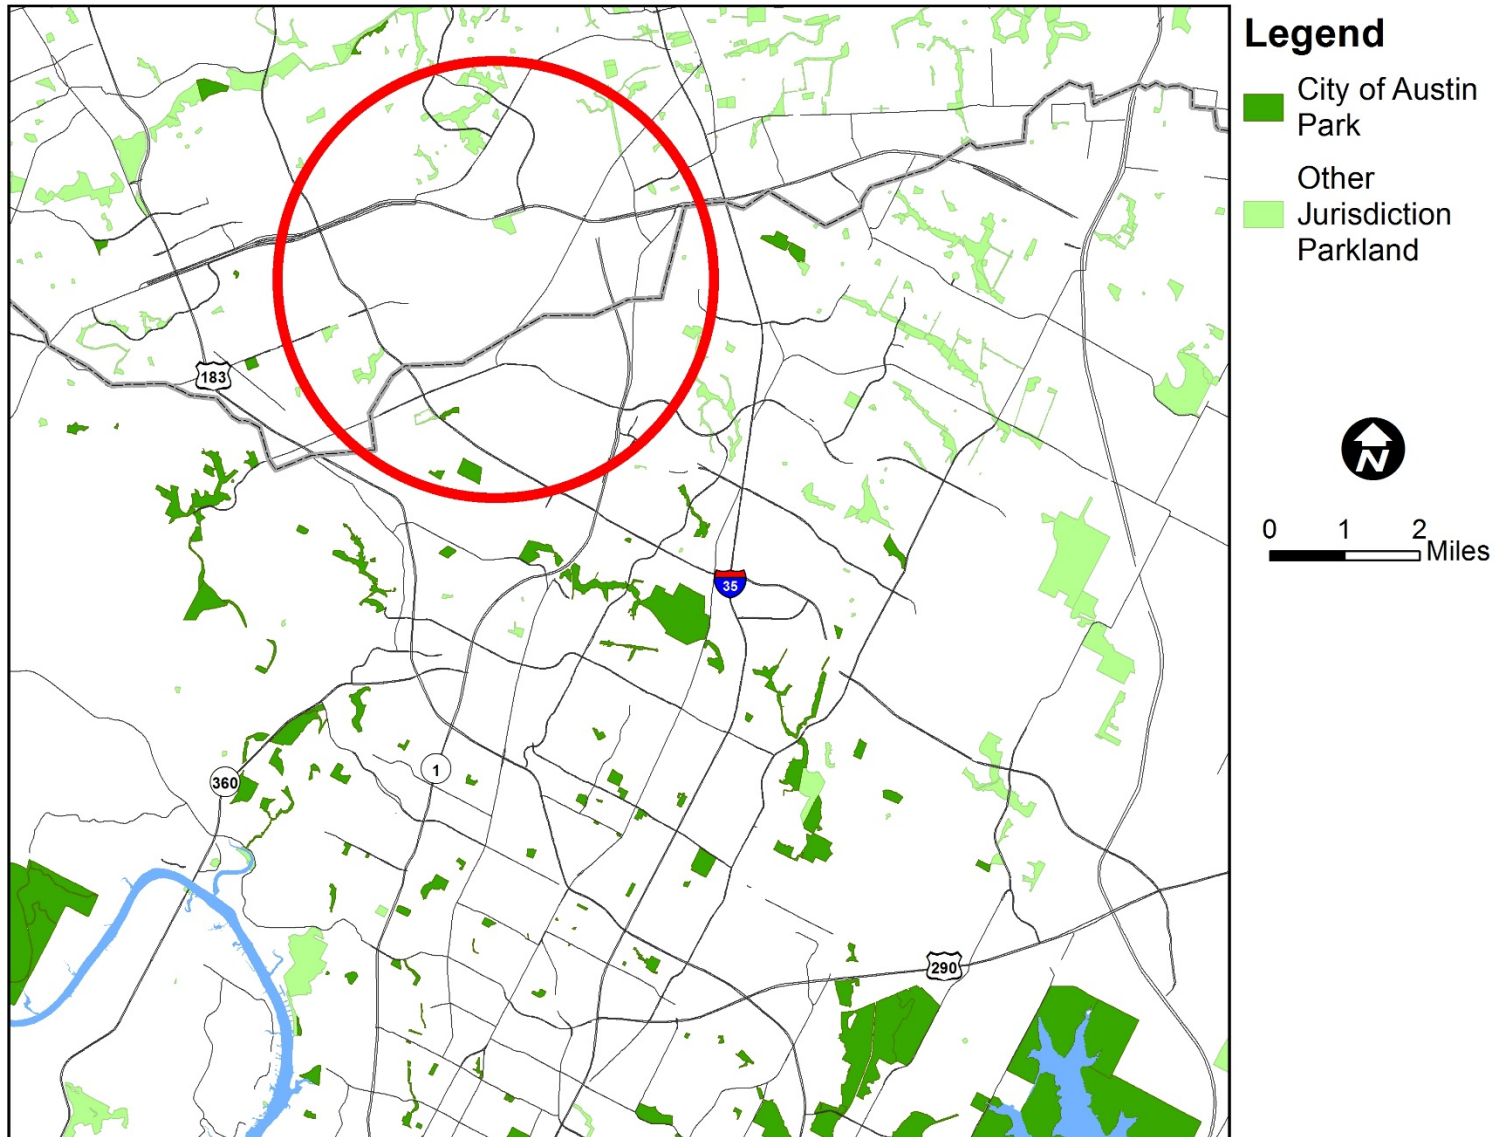 Legend
City of Austin
Park
Other
Jurisdiction
Parkland
183
N
0 1 2
Miles
35
1
360
290